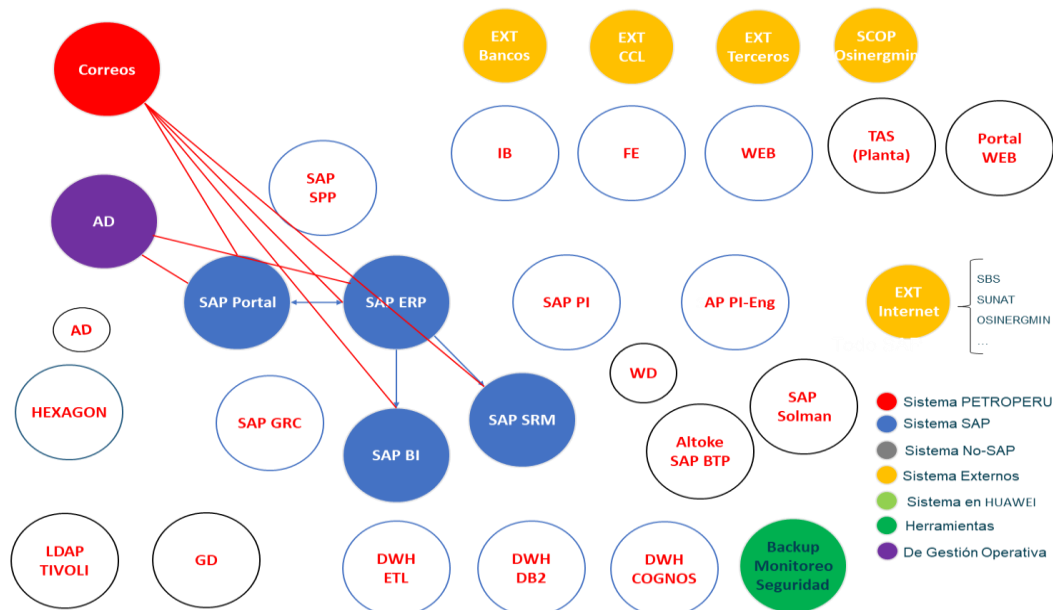 EXT
Bancos
EXT
CCL
EXT
Terceros
SCOP
Osinergmin
Correos
IB
FE
WEB
TAS
(Planta)
Portal
WEB
SAP
SPP
AD
SAP Portal
SAP ERP
SAP PI
AP PI-Eng
EXT
Internet
SBS
SUNAT
OSINERGMIN
...
AD
WD
HEXAGON
SAP GRC
SAP BI
SAP SRM
Altoke
SAP BTP
SAP
Solman
Sistema PETROPERU
Sistema SAP
Sistema No-SAP
Sistema Externos
Sistema en HUAWEI
Herramientas
De Gestión Operativa
LDAP
TIVOLI
GD
DWH
ETL
DWH
DB2
DWH
COGNOS
Backup
Monitoreo
Seguridad